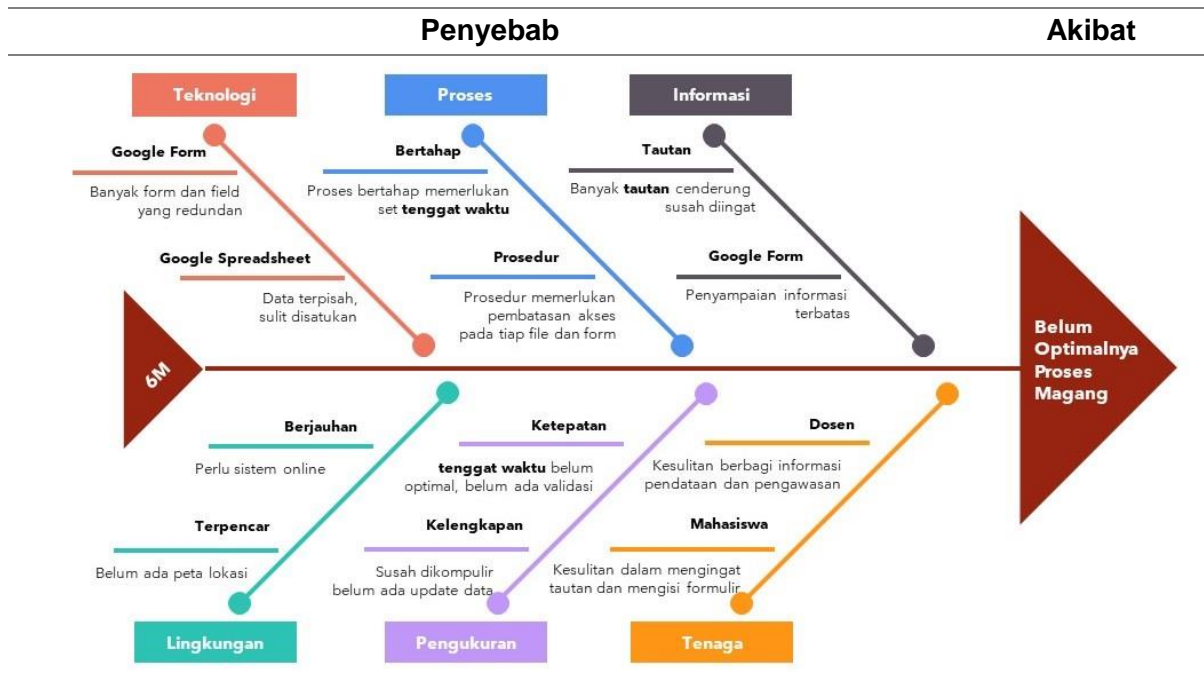 Penyebab
Akibat
Teknologi
Proses
Informasi
Google Form
Banyak form dan field
yang redundan
Bertahap
Proses bertahap memerlukan
set tenggat waktu
Tautan
Banyak tautan cenderung
susah diingat
Google Spreadsheet
Data terpisah,
sulit disatukan
Prosedur
Prosedur memerlukan
pembatasan akses
pada tiap file dan form
Google Form
Penyampaian informasi
terbatas
6M
Belum
Optimalnya
Proses
Magang
Berjauhan
Perlu sistem online
Ketepatan
tenggat waktu belum
optimal, belum ada validasi
Dosen
Kesulitan berbagi informasi
pendataan dan pengawasan
Terpencar
Belum ada peta lokasi
Kelengkapan
Susah dikompulir
belum ada update data
Mahasiswa
Kesulitan dalam mengingat
tautan dan mengisi formulir
Lingkungan
Pengukuran
Tenaga